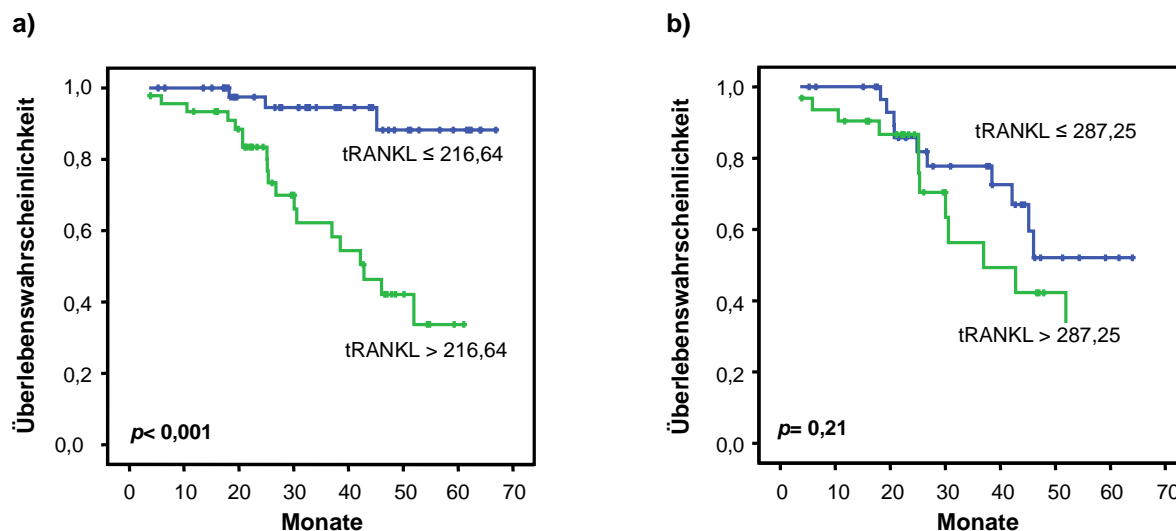 a)
Überlebenswahrscheinlichkeit
1,0
0,8
0,6
0,4
0,2
0,0
tRANKL ≤ 216,64
tRANKL > 216,64
p< 0,001
0 10 20 30 40 50 60 70
Monate
b)
Überlebenswahrscheinlichkeit
1,0
0,8
0,6
0,4
0,2
0,0
tRANKL ≤ 287,25
tRANKL > 287,25
p= 0,21
0 10 20 30 40 50 60 70
Monate